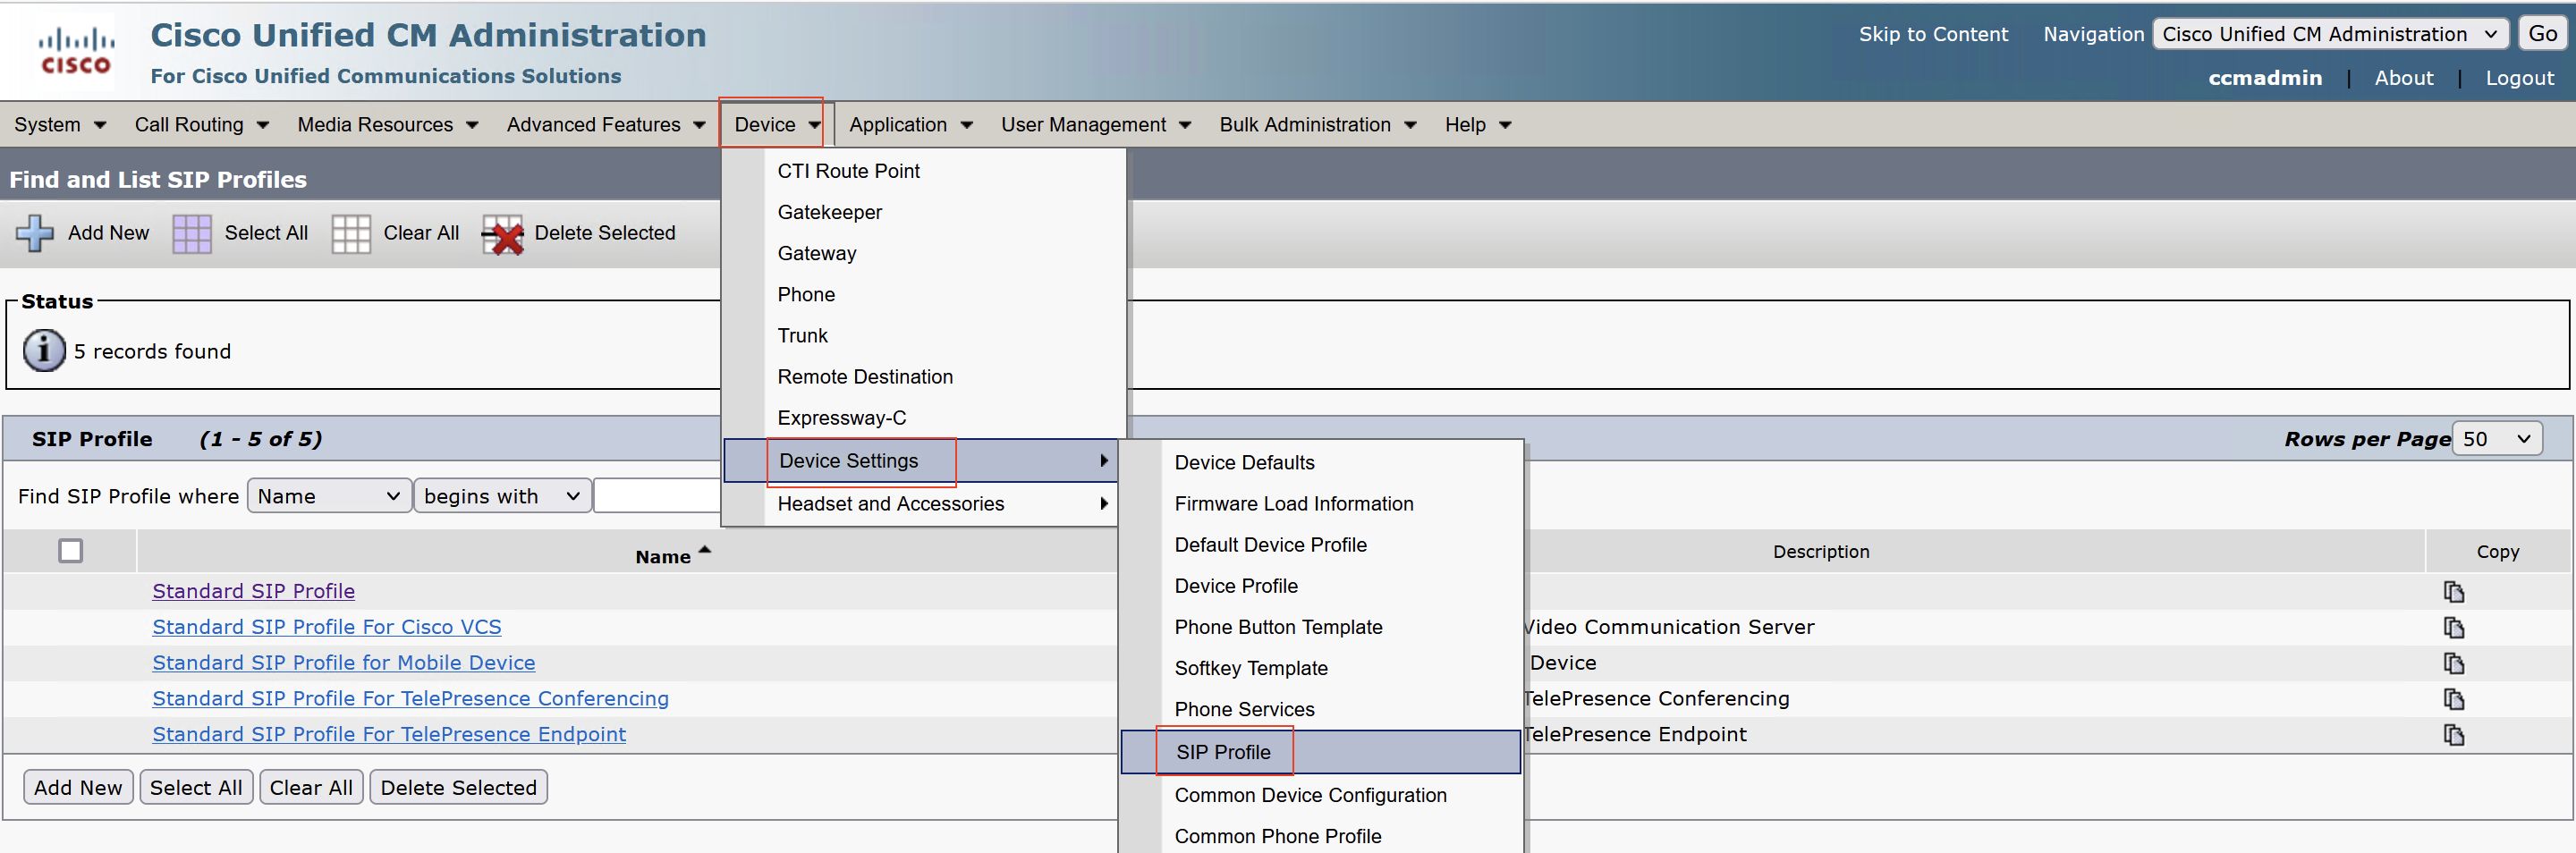 Cisco Unified CM Administration
For Cisco Unified Communications Solutions
CISCO
Skip to Content Navigation Cisco Unified CM Administration Go
ccmadmin | About | Logout
System Call Routing Media Resources Advanced Features Device Application User Management Bulk Administration Help
Find and List SIP Profiles
Add New Select All Clear All Delete Selected
Status
i 5 records found
SIP Profile (1 - 5 of 5) Rows per Page 50
Find SIP Profile where Name begins with
Name Description Copy
Standard SIP Profile
Standard SIP Profile For Cisco VCS Video Communication Server
Standard SIP Profile for Mobile Device Device
Standard SIP Profile For TelePresence Conferencing TelePresence Conferencing
Standard SIP Profile For TelePresence Endpoint TelePresence Endpoint
Add New Select All Clear All Delete Selected
CTI Route Point
Gatekeeper
Gateway
Phone
Trunk
Remote Destination
Expressway-C
Device Settings
Headset and Accessories
Device Defaults
Firmware Load Information
Default Device Profile
Device Profile
Phone Button Template
Softkey Template
Phone Services
SIP Profile
Common Device Configuration
Common Phone Profile